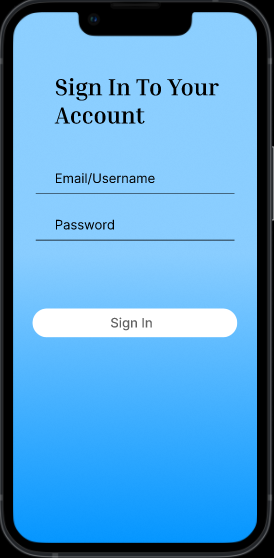 Sign In To Your
Account
Email/Username
Password
Sign In